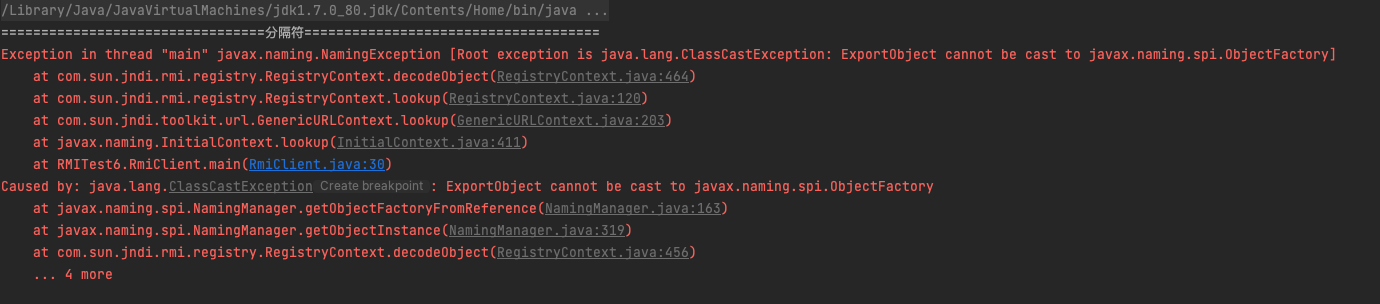 /Library/Java/JavaVirtualMachines/jdk1.7.0_80.jdk/Contents/Home/bin/java ...
=================================分隔符=====================================
Exception in thread "main" javax.naming.NamingException [Root exception is java.lang.ClassCastException: ExportObject cannot be cast to javax.naming.spi.ObjectFactory]
    at com.sun.jndi.rmi.registry.RegistryContext.decodeObject(RegistryContext.java:464)
    at com.sun.jndi.rmi.registry.RegistryContext.lookup(RegistryContext.java:120)
    at com.sun.jndi.toolkit.url.GenericURLContext.lookup(GenericURLContext.java:203)
    at javax.naming.InitialContext.lookup(InitialContext.java:411)
    at RMITest6.RmiClient.main(RmiClient.java:30)
Caused by: java.lang.ClassCastException Create breakpoint : ExportObject cannot be cast to javax.naming.spi.ObjectFactory
    at javax.naming.spi.NamingManager.getObjectFactoryFromReference(NamingManager.java:163)
    at javax.naming.spi.NamingManager.getObjectInstance(NamingManager.java:319)
    at com.sun.jndi.rmi.registry.RegistryContext.decodeObject(RegistryContext.java:456)
    ... 4 more